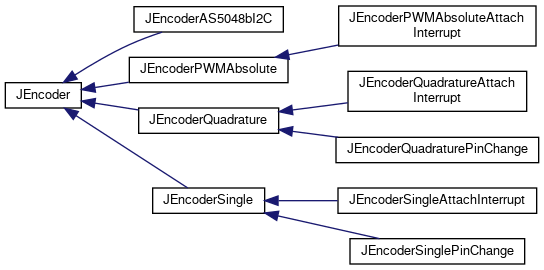 JEncoder
JEncoderAS5048bI2C
JEncoderPWMAbsolute
JEncoderPWMAbsoluteAttach
Interrupt
JEncoderQuadrature
JEncoderQuadratureAttach
Interrupt
JEncoderQuadraturePinChange
JEncoderSingle
JEncoderSingleAttachInterrupt
JEncoderSinglePinChange